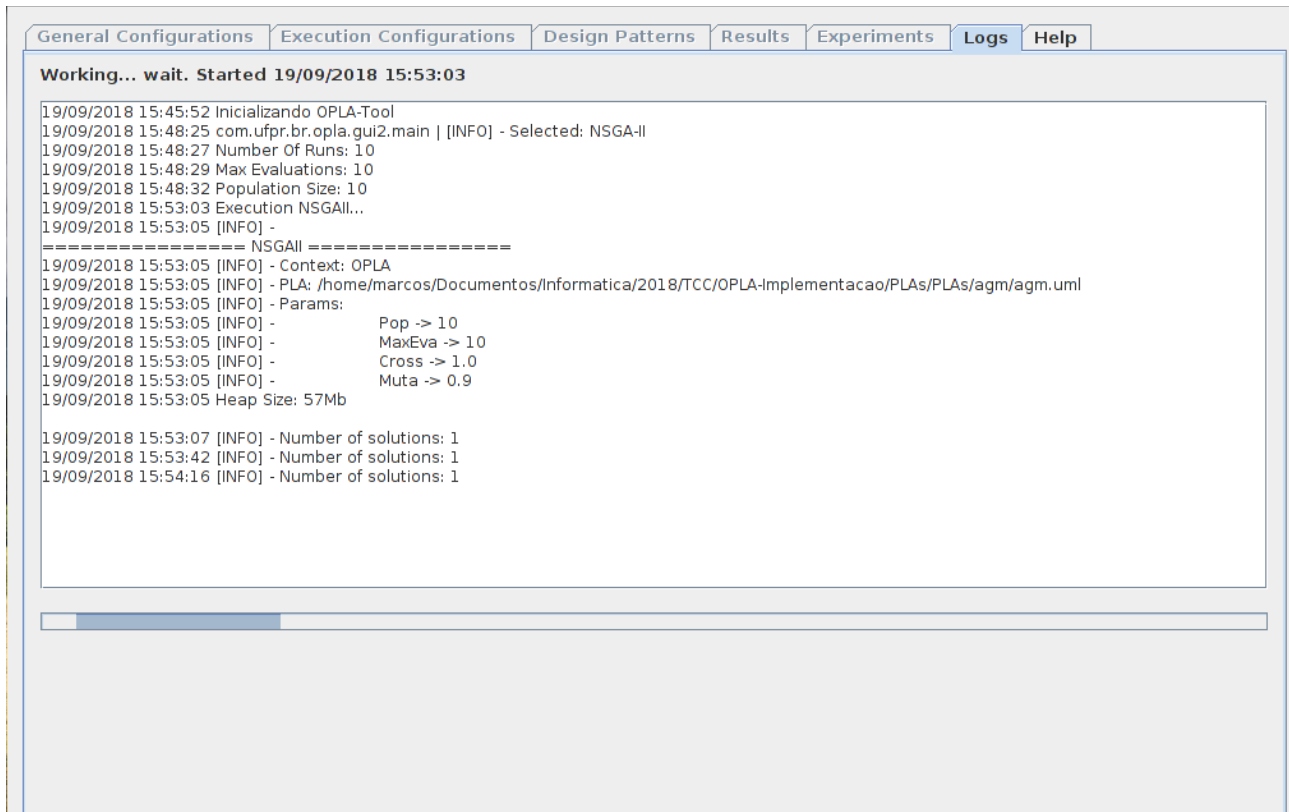 General Configurations Execution Configurations Design Patterns Results Experiments Logs Help
Working... wait. Started 19/09/2018 15:53:03
19/09/2018 15:45:52 Inicializando OPLA-Tool
19/09/2018 15:48:25 com.ufpr.br.opla.gui2.main | [INFO] - Selected: NSGA-II
19/09/2018 15:48:27 Number Of Runs: 10
19/09/2018 15:48:29 Max Evaluations: 10
19/09/2018 15:48:32 Population Size: 10
19/09/2018 15:53:03 Execution NSGAII...
19/09/2018 15:53:05 [INFO] -
================ NSGAII ================
19/09/2018 15:53:05 [INFO] - Context: OPLA
19/09/2018 15:53:05 [INFO] - PLA: /home/marcos/Documentos/Informatica/2018/TCC/OPLA-Implementacao/PLAs/PLAs/agm/agm.uml
19/09/2018 15:53:05 [INFO] - Params:
19/09/2018 15:53:05 [INFO] - Pop -> 10
19/09/2018 15:53:05 [INFO] - MaxEva -> 10
19/09/2018 15:53:05 [INFO] - Cross -> 1.0
19/09/2018 15:53:05 [INFO] - Muta -> 0.9
19/09/2018 15:53:05 Heap Size: 57Mb
19/09/2018 15:53:07 [INFO] - Number of solutions: 1
19/09/2018 15:53:42 [INFO] - Number of solutions: 1
19/09/2018 15:54:16 [INFO] - Number of solutions: 1